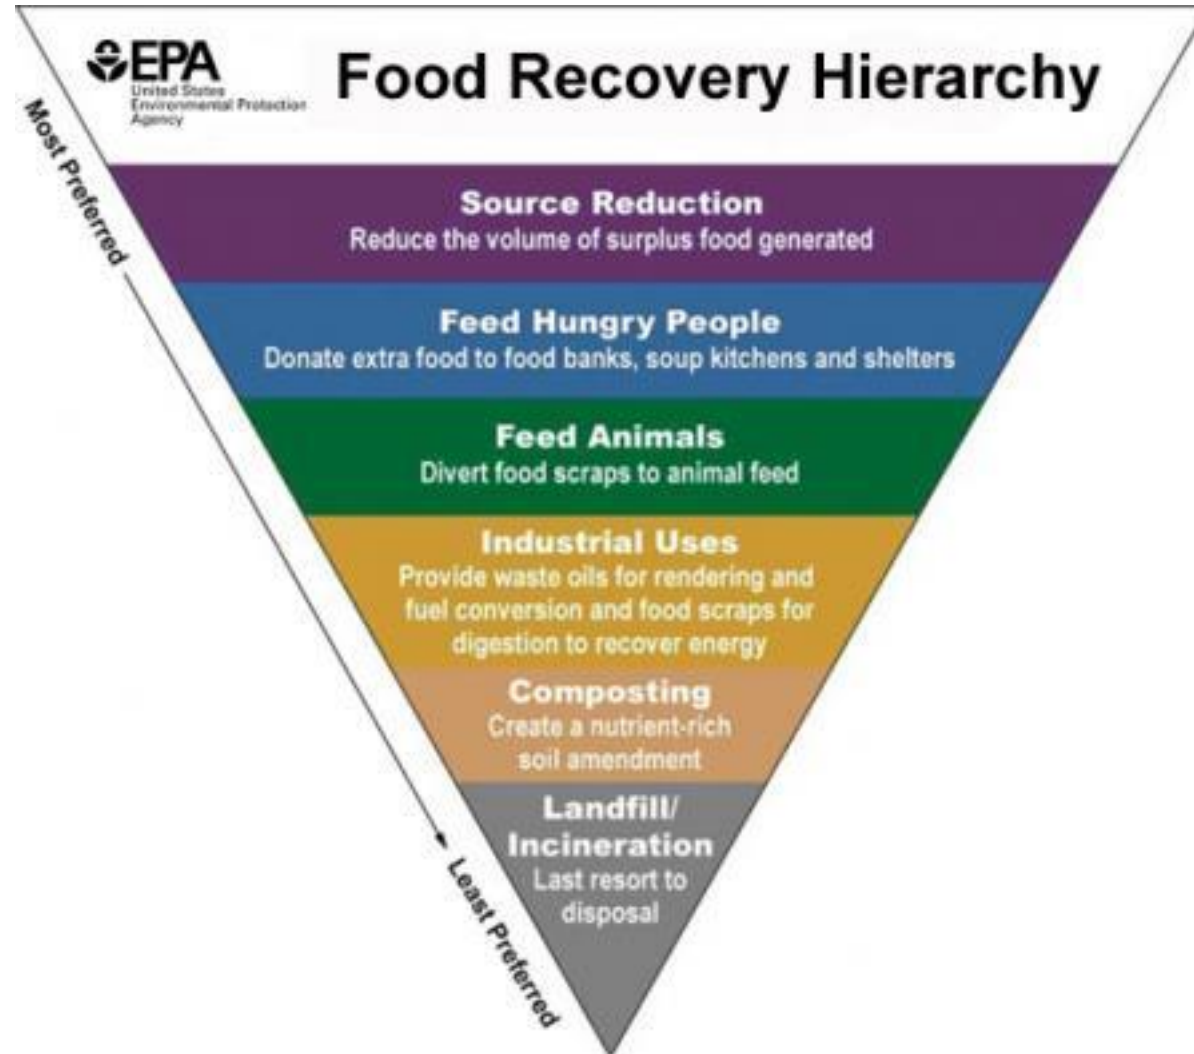 EPA
United States
Environmental Protection
Agency
Food Recovery Hierarchy
Most Preferred
Source Reduction
Reduce the volume of surplus food generated
Feed Hungry People
Donate extra food to food banks, soup kitchens and shelters
Feed Animals
Divert food scraps to animal feed
Industrial Uses
Provide waste oils for rendering and
fuel conversion and food scraps for
digestion to recover energy
Composting
Create a nutrient-rich
soil amendment
Landfill/
Incineration
Last resort to
disposal
Least Preferred